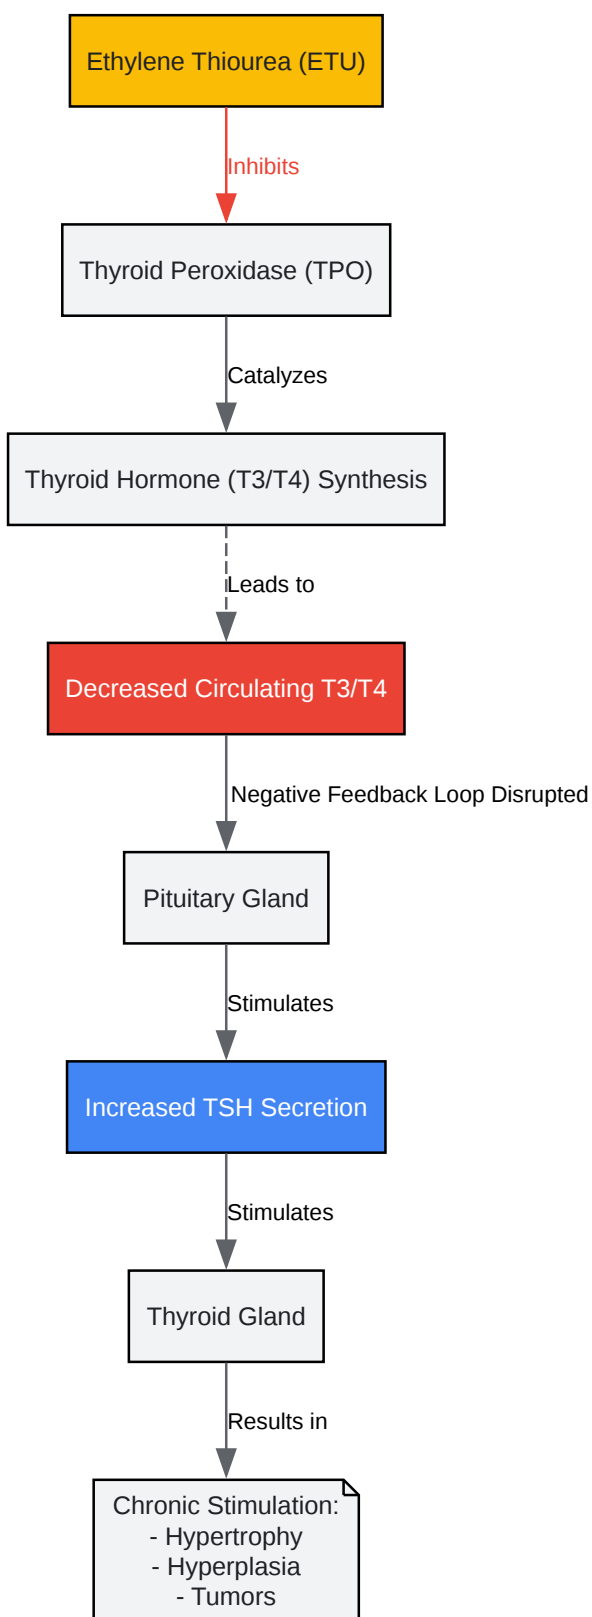 Ethylene Thiourea (ETU)
Inhibits
Thyroid Peroxidase (TPO)
Catalyzes
Thyroid Hormone (T3/T4) Synthesis
Leads to
Decreased Circulating T3/T4
Negative Feedback Loop Disrupted
Pituitary Gland
Stimulates
Increased TSH Secretion
Stimulates
Thyroid Gland
Results in
Chronic Stimulation:
- Hypertrophy
- Hyperplasia
- Tumors